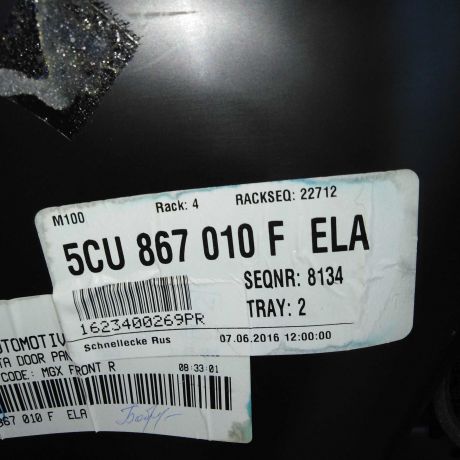 M100 Rack: 4 RACKSEQ: 22712
5CU 867 010 F ELA
SEQNR: 8134
1623400269PR TRAY: 2
Schnellecke Rus 07.06.2016 12:00:00
UTOMOTIV
TA DOOR PAN
CODE: MGX FRONT R 08:33:01
867 010 F ELA